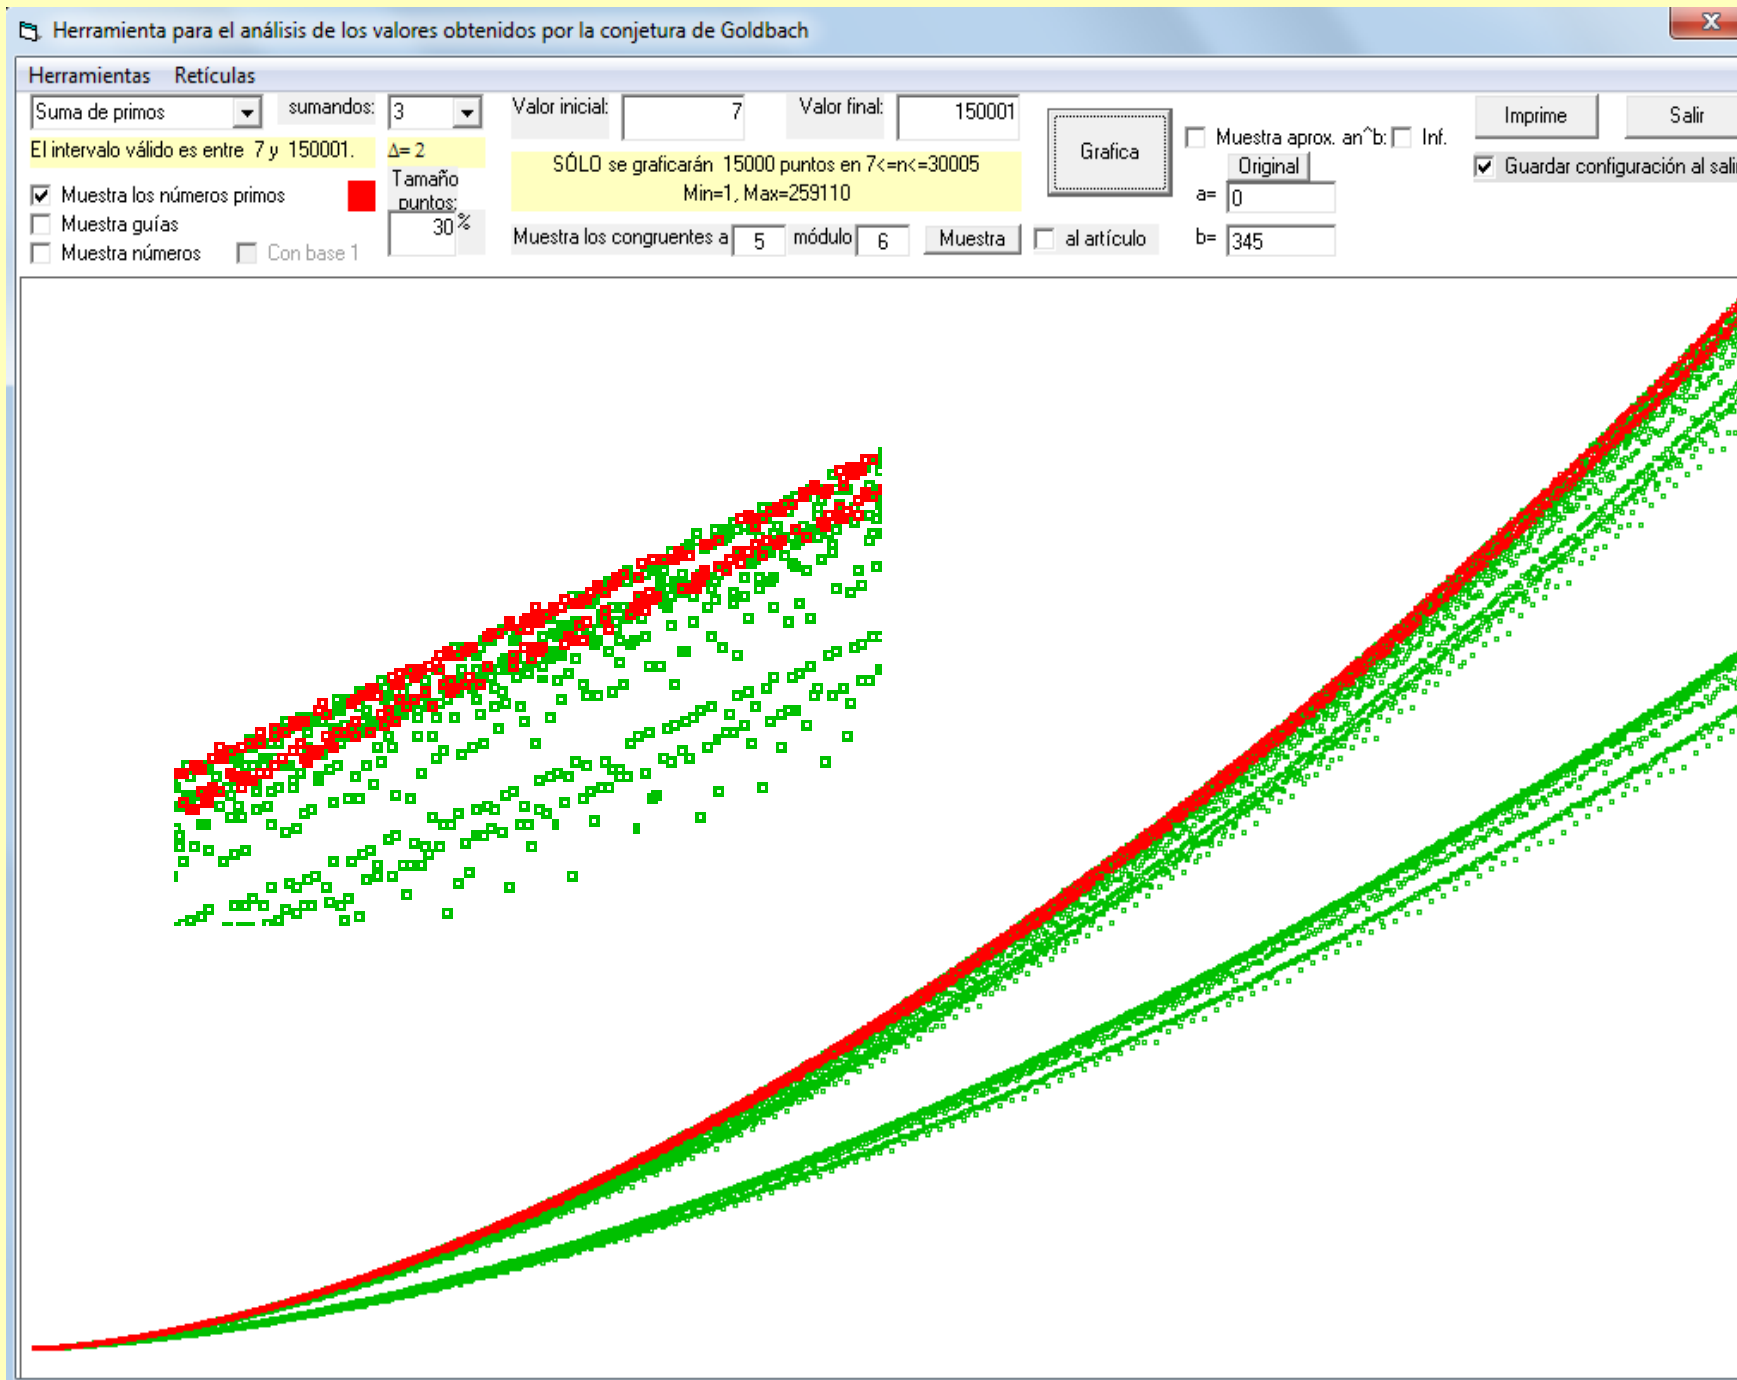 Herramienta para el análisis de los valores obtenidos por la conjetura de Goldbach
Herramientas Retículas
Suma de primos sumandos: 3 Valor inicial: 7 Valor final: 150001 Imprime Salir
El intervalo válido es entre 7 y 150001. Δ= 2 Grafica Muestra aprox. an^b: Inf.
SÓLO se graficarán 15000 puntos en 7<=n<=30005 Original Guardar configuración al salir
Muestra los números primos Tamaño puntos: Min=1, Max=259110 a= 0
Muestra guías 30 %
Muestra los congruentes a 5 módulo 6 Muestra al artículo b= 345
Muestra números Con base 1